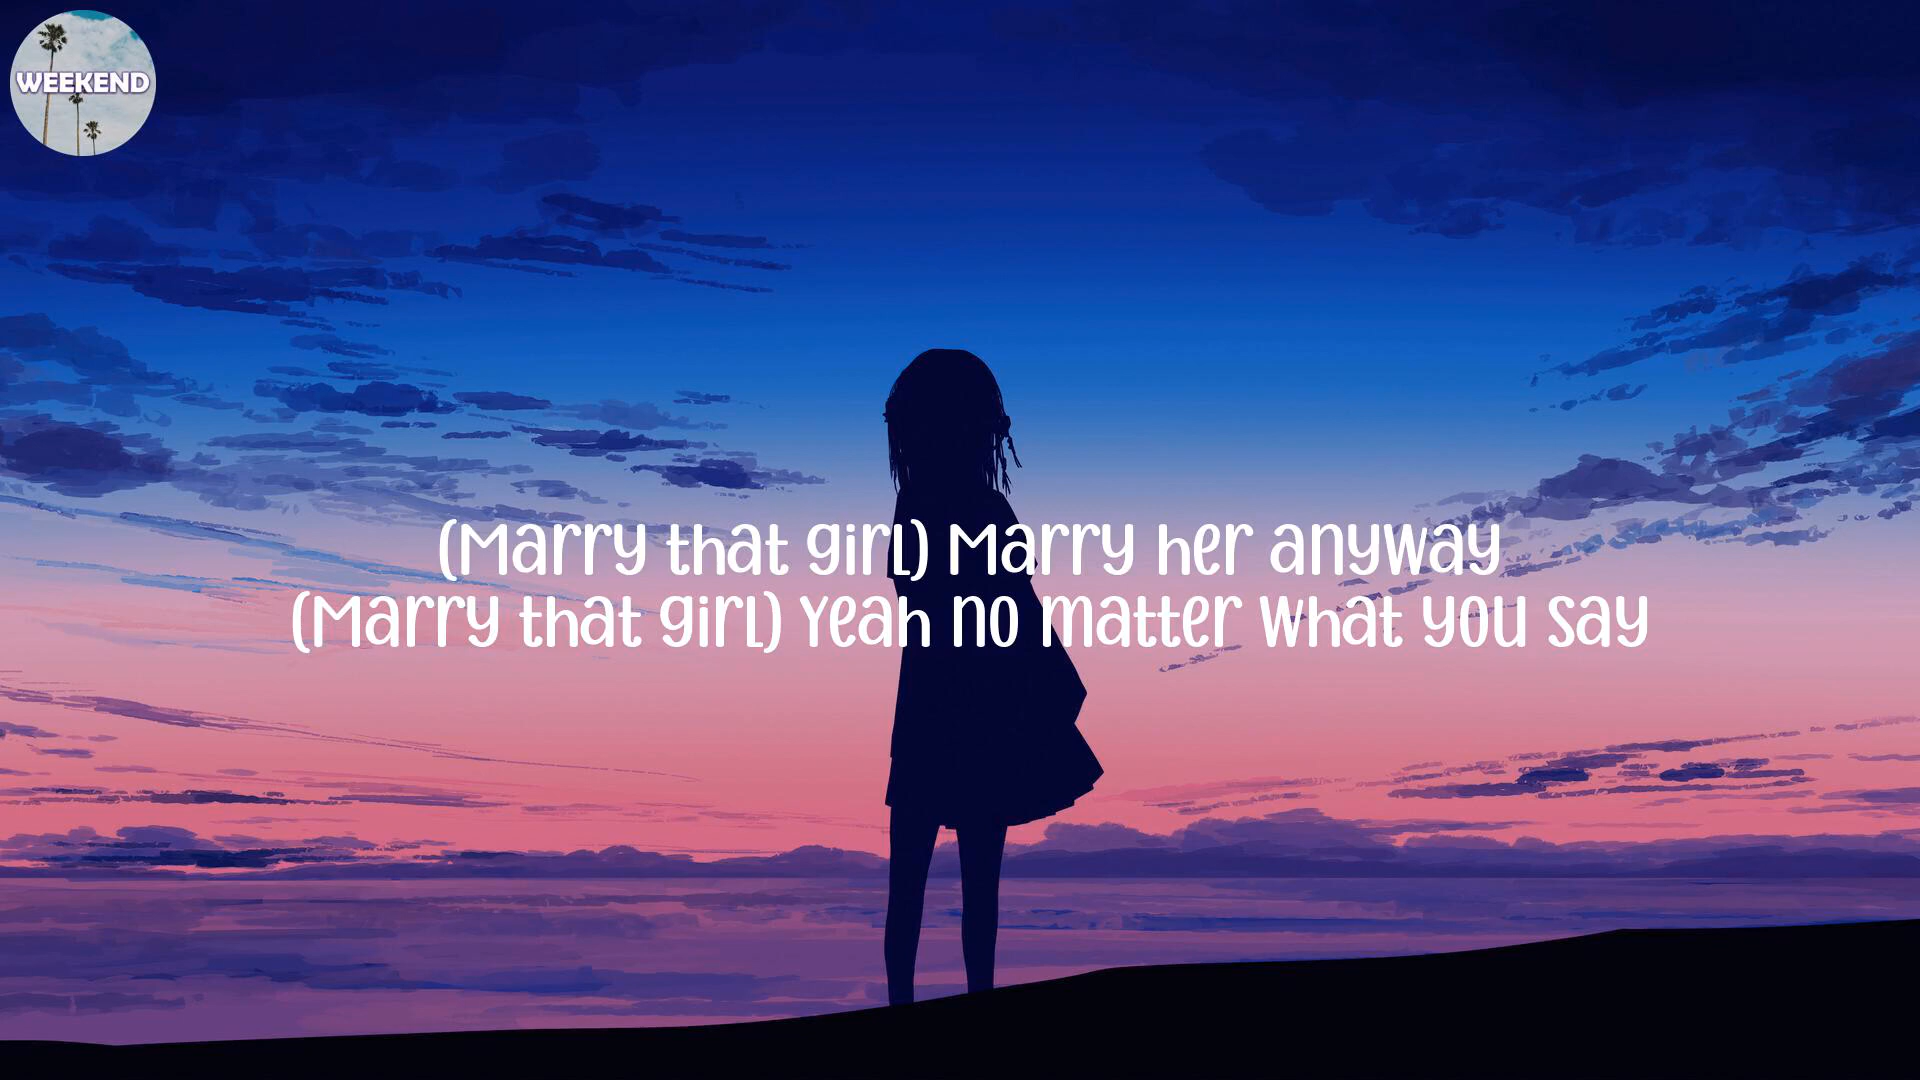 WEEKEND
(Marry that girl) Marry her anyway
(Marry that girl) Yeah no matter what you say